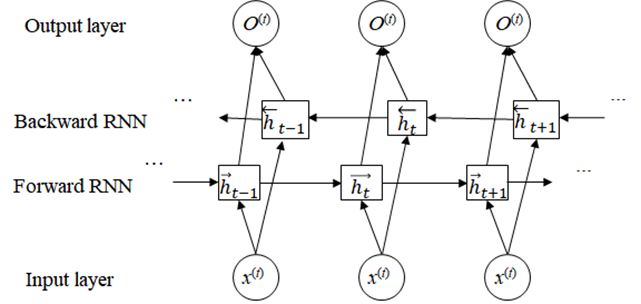 Output layer O⁽ᵗ⁾ O⁽ᵗ⁾ O⁽ᵗ⁾
... ...
Backward RNN h⃖ₜ₋₁ h⃖ₜ h⃖ₜ₊₁
... ...
Forward RNN h⃗ₜ₋₁ h⃗ₜ h⃗ₜ₊₁
Input layer x⁽ᵗ⁾ x⁽ᵗ⁾ x⁽ᵗ⁾